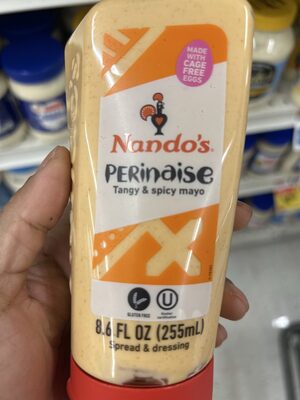 MADE WITH
CAGE
FREE
EGGS
Nando's
PERinaise
Tangy & spicy mayo
GLUTEN FREE
U
8.6 FL OZ (255mL)
Spread & dressing